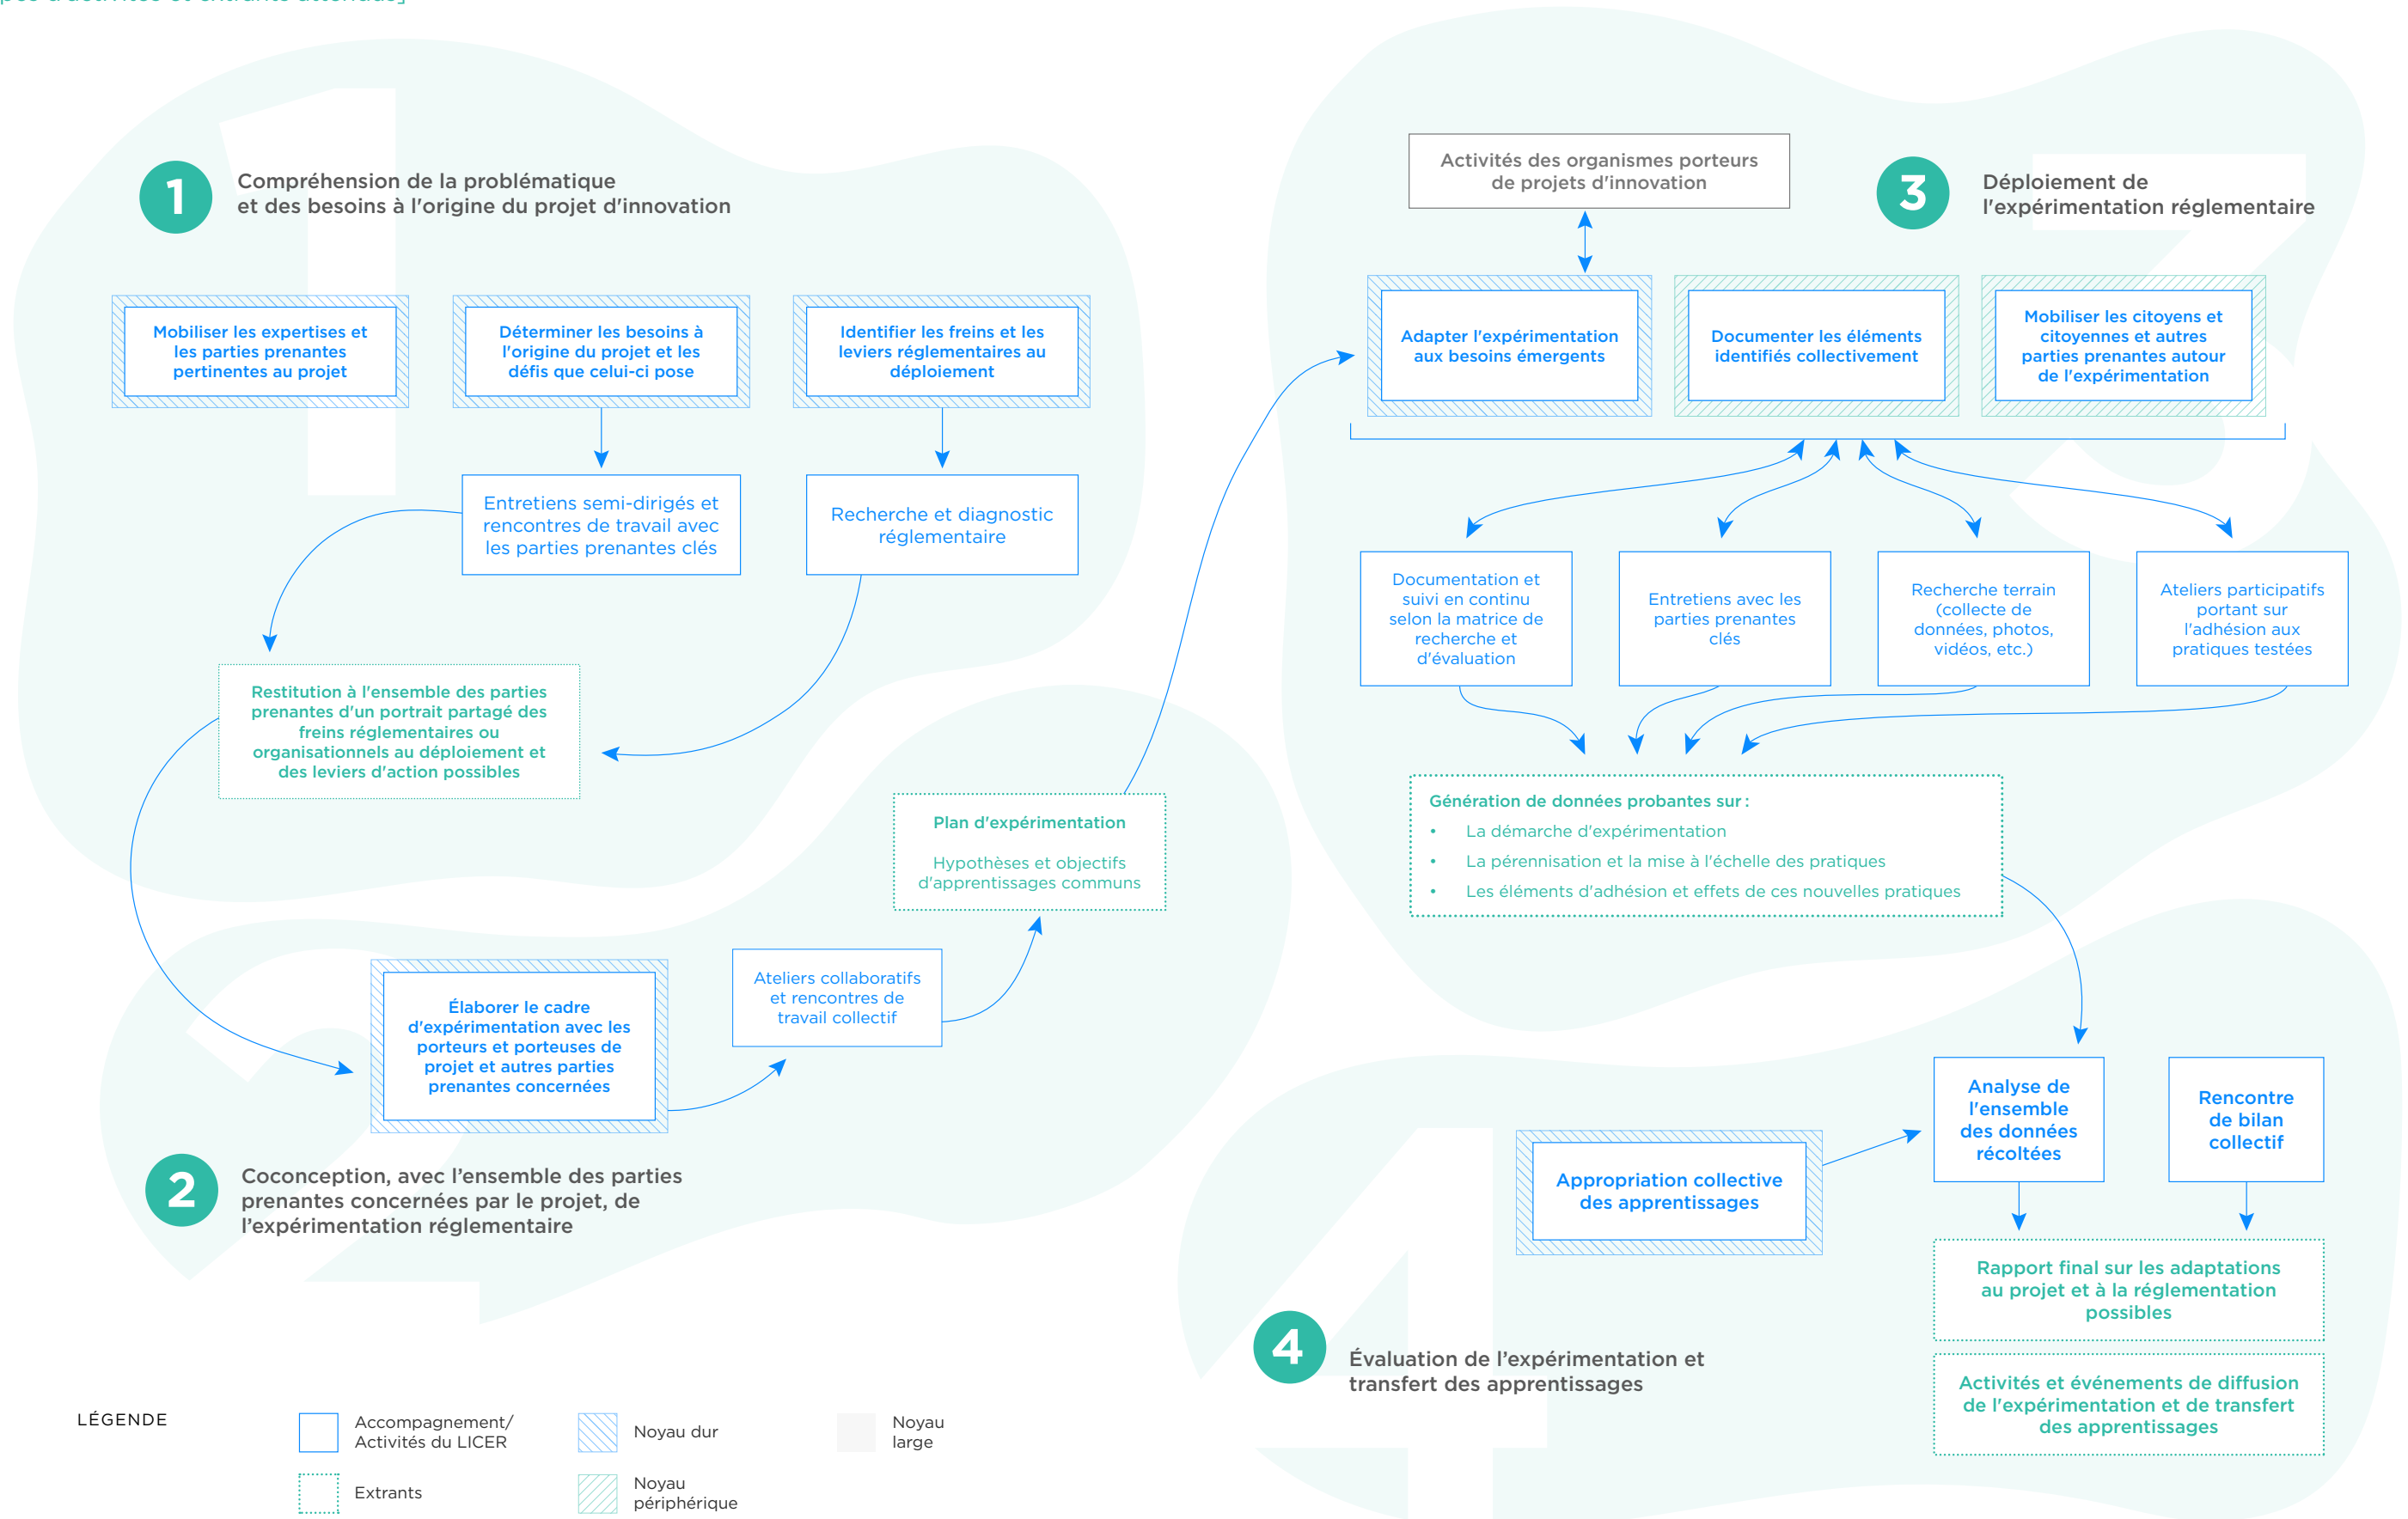 d'activités et extrants attendus]
1
Compréhension de la problématique
et des besoins à l'origine du projet d'innovation
Mobiliser les expertises et
les parties prenantes
pertinentes au projet
Déterminer les besoins à
l'origine du projet et les
défis que celui-ci pose
Identifier les freins et les
leviers réglementaires au
déploiement
Entretiens semi-dirigés et
rencontres de travail avec
les parties prenantes clés
Recherche et diagnostic
réglementaire
Restitution à l'ensemble des parties
prenantes d'un portrait partagé des
freins réglementaires ou
organisationnels au déploiement et
des leviers d'action possibles
1
2
Élaborer le cadre
d'expérimentation avec les
porteurs et porteuses de
projet et autres parties
prenantes concernées
Ateliers collaboratifs
et rencontres de
travail collectif
Plan d'expérimentation
Hypothèses et objectifs
d'apprentissages communs
2
Coconception, avec l’ensemble des parties
prenantes concernées par le projet, de
l’expérimentation réglementaire
Activités des organismes porteurs
de projets d'innovation
3
Déploiement de
l'expérimentation réglementaire
3
Adapter l'expérimentation
aux besoins émergents
Documenter les éléments
identifiés collectivement
Mobiliser les citoyens et
citoyennes et autres
parties prenantes autour
de l'expérimentation
Documentation et
suivi en continu
selon la matrice de
recherche et
d'évaluation
Entretiens avec les
parties prenantes
clés
Recherche terrain
(collecte de
données, photos,
vidéos, etc.)
Ateliers participatifs
portant sur
l'adhésion aux
pratiques testées
Génération de données probantes sur :
• La démarche d'expérimentation
• La pérennisation et la mise à l'échelle des pratiques
• Les éléments d'adhésion et effets de ces nouvelles pratiques
Appropriation collective
des apprentissages
Analyse de
l'ensemble
des données
récoltées
Rencontre
de bilan
collectif
Rapport final sur les adaptations
au projet et à la réglementation
possibles
Activités et événements de diffusion
de l'expérimentation et de transfert
des apprentissages
4
4
Évaluation de l’expérimentation et
transfert des apprentissages
LÉGENDE
Accompagnement/
Activités du LICER
Extrants
Noyau dur
Noyau
périphérique
Noyau
large